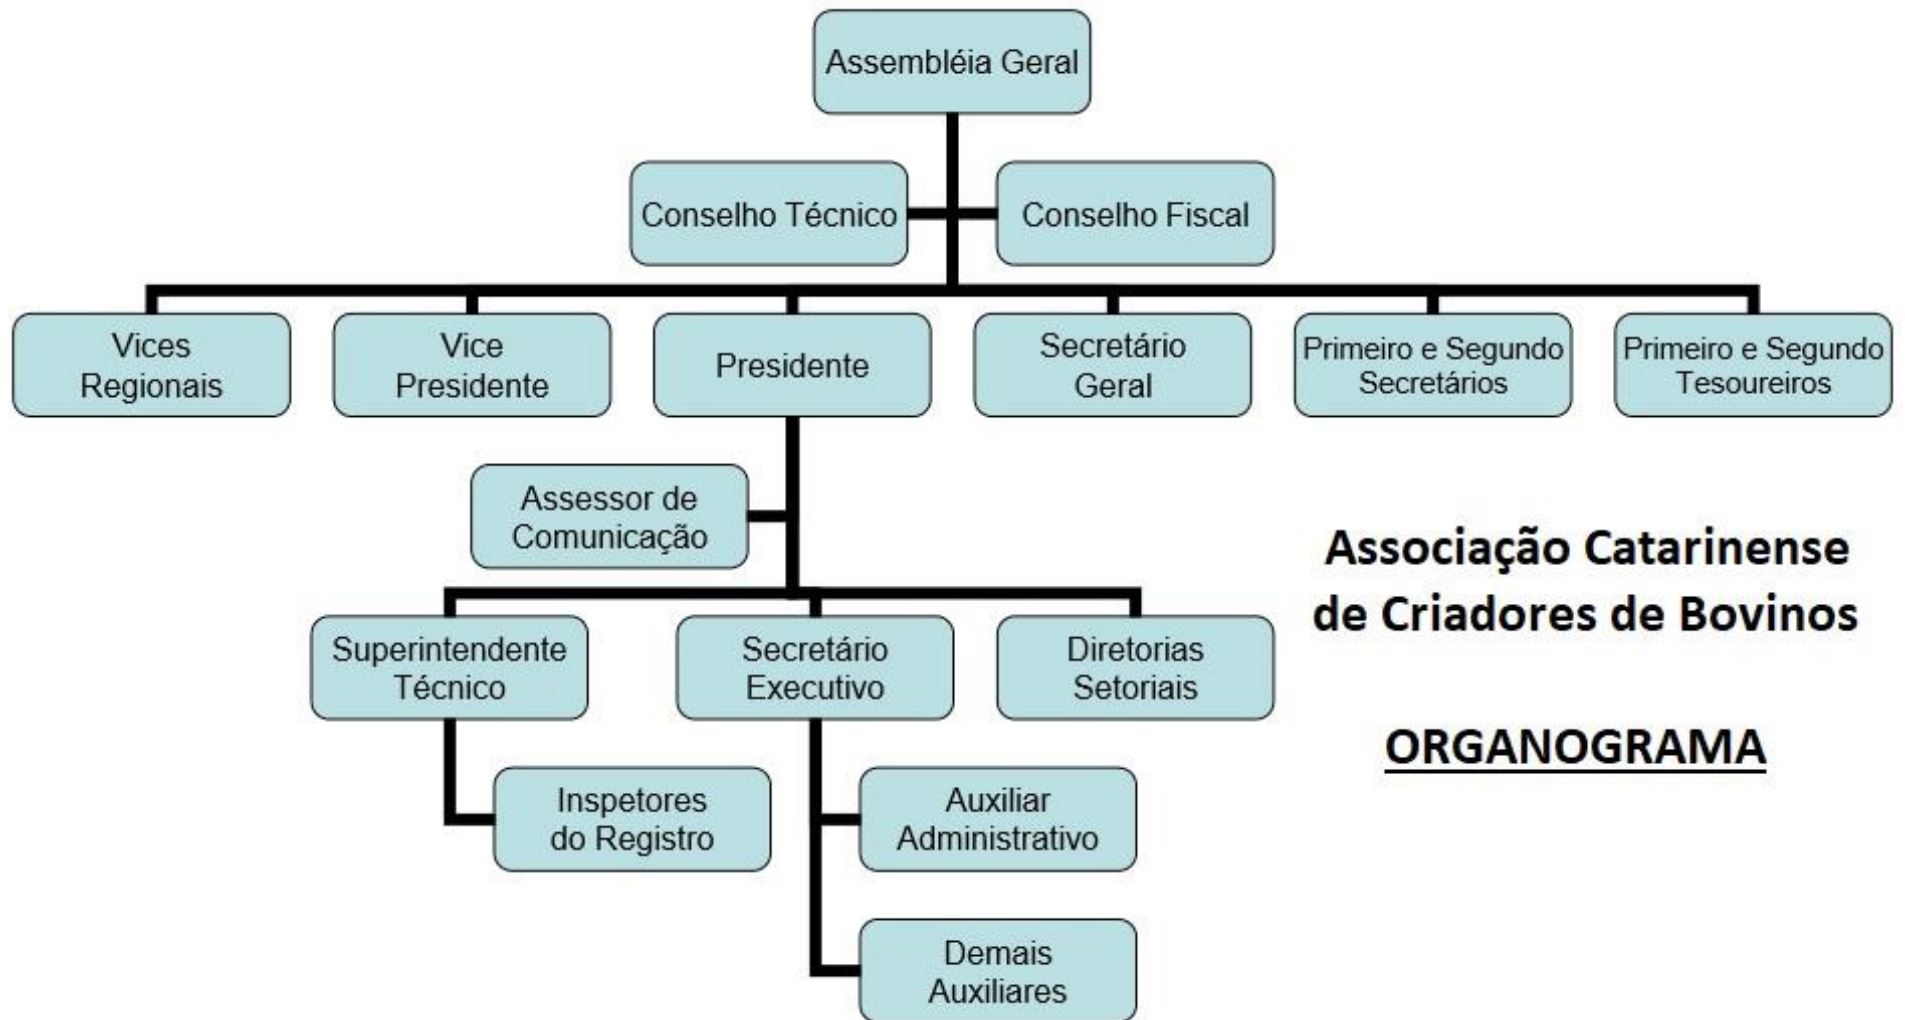 Assembléia Geral
Conselho Técnico
Conselho Fiscal
Vices
Regionais
Vice
Presidente
Presidente
Secretário
Geral
Primeiro e Segundo
Secretários
Primeiro e Segundo
Tesoureiros
Assessor de
Comunicação
Associação Catarinense
de Criadores de Bovinos
ORGANOGRAMA
Superintendente
Técnico
Secretário
Executivo
Diretorias
Setoriais
Inspetores
do Registro
Auxiliar
Administrativo
Demais
Auxiliares